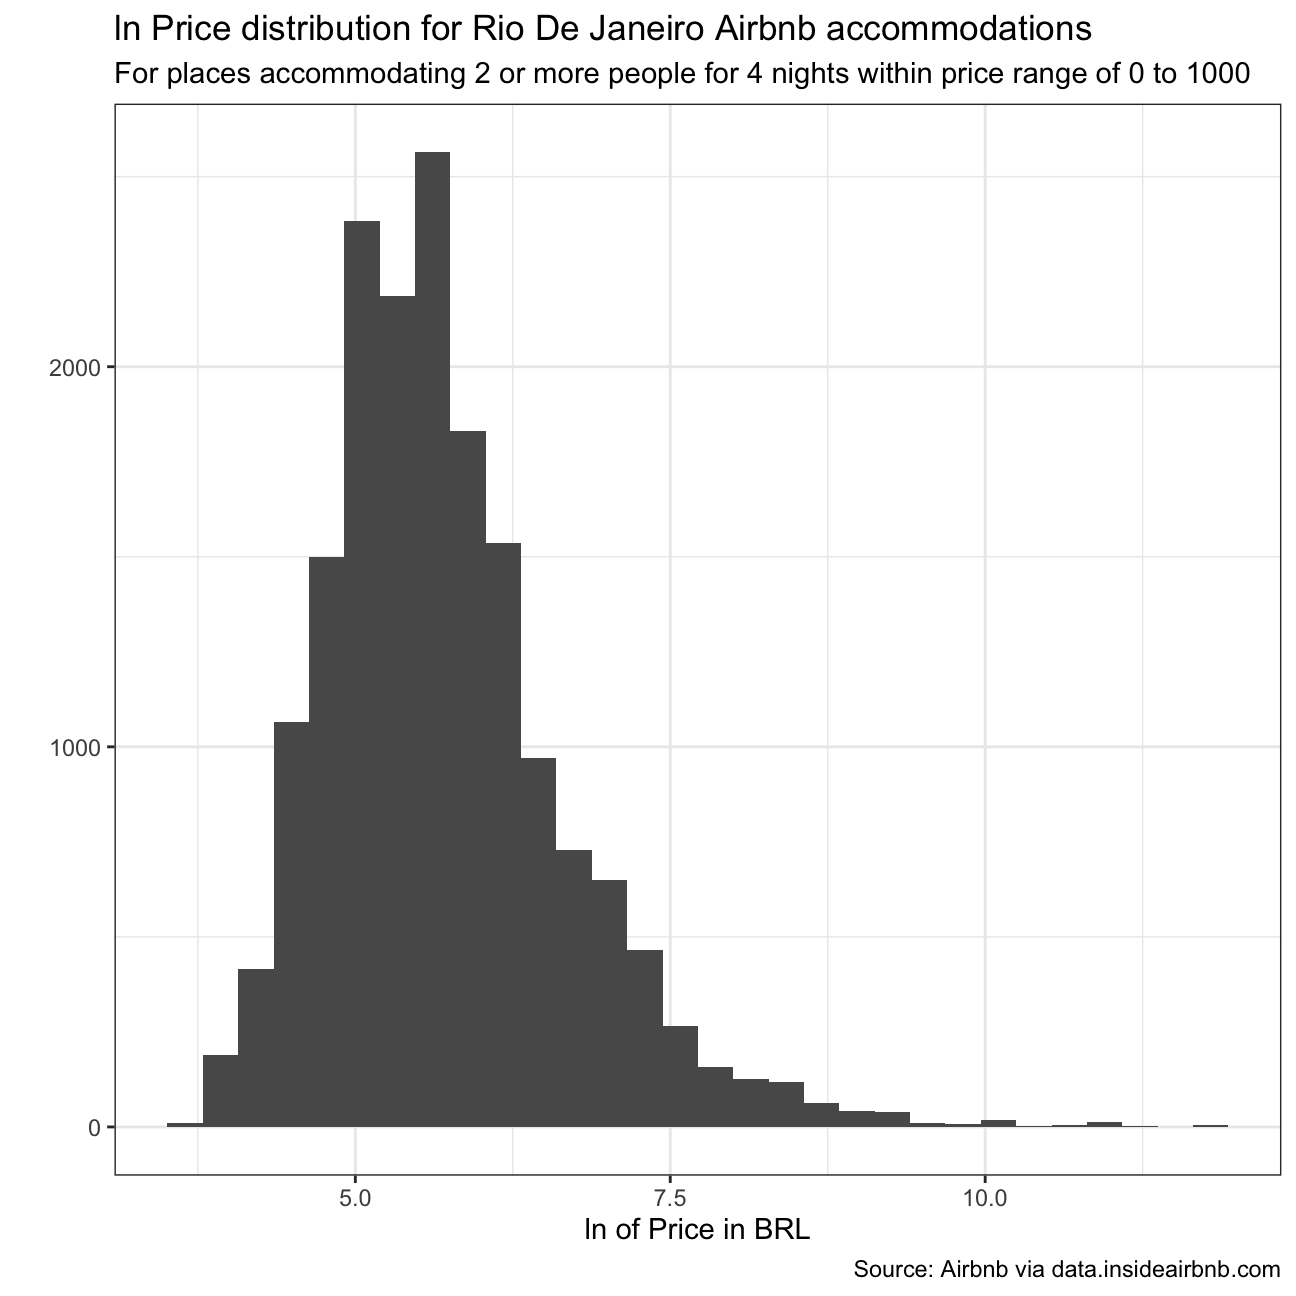 ln Price distribution for Rio De Janeiro Airbnb accommodations
For places accommodating 2 or more people for 4 nights within price range of 0 to 1000
2000
1000
0
5.0
7.5
10.0
ln of Price in BRL
Source: Airbnb via data.insideairbnb.com